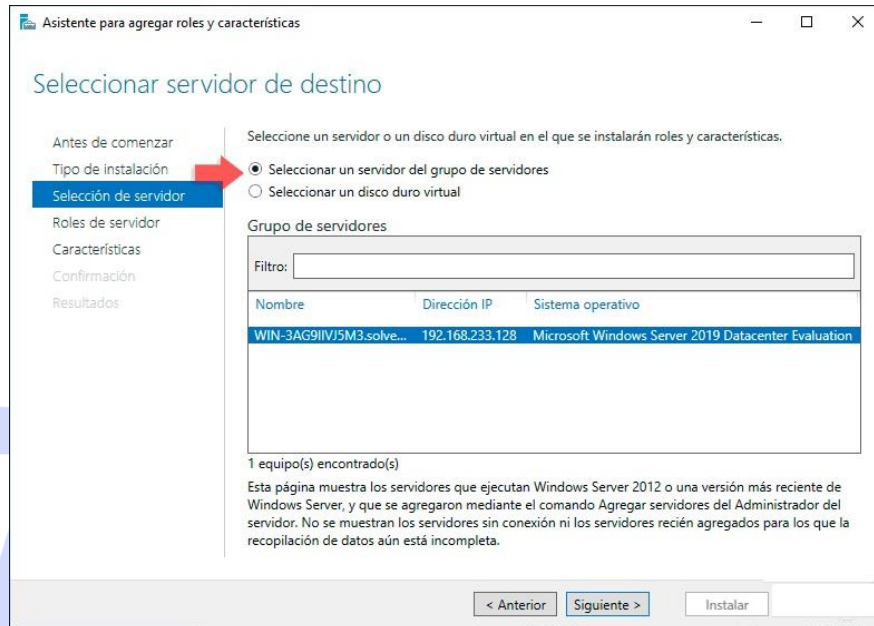 Asistente para agregar roles y características
Seleccionar servidor de destino
Antes de comenzar
Tipo de instalación
Selección de servidor
Roles de servidor
Características
Confirmación
Resultados
Seleccione un servidor o un disco duro virtual en el que se instalarán roles y características.
Seleccionar un servidor del grupo de servidores
Seleccionar un disco duro virtual
Grupo de servidores
Filtro:
Nombre Dirección IP Sistema operativo
WIN-3AG9IIVJ5M3.solve... 192.168.233.128 Microsoft Windows Server 2019 Datacenter Evaluation
1 equipo(s) encontrado(s)
Esta página muestra los servidores que ejecutan Windows Server 2012 o una versión más reciente de
Windows Server, y que se agregaron mediante el comando Agregar servidores del Administrador del
servidor. No se muestran los servidores sin conexión ni los servidores recién agregados para los que la
recopilación de datos aún está incompleta.
< Anterior Siguiente > Instalar